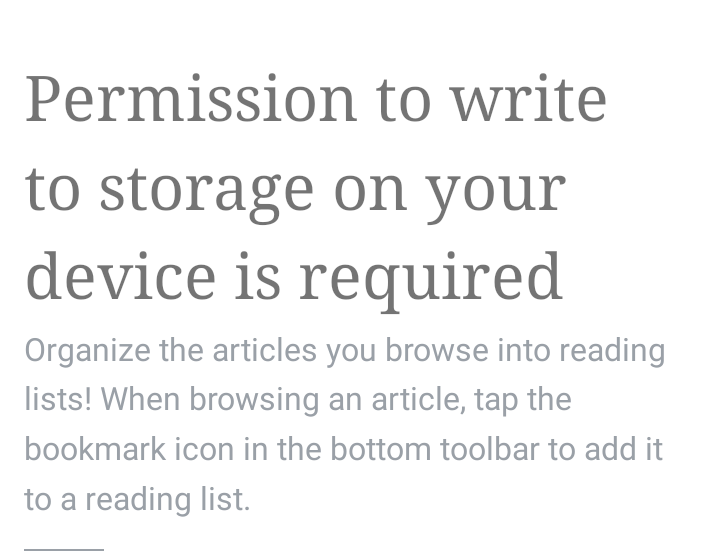 Permission to write
to storage on your
device is required
Organize the articles you browse into reading
lists! When browsing an article, tap the
bookmark icon in the bottom toolbar to add it
to a reading list.